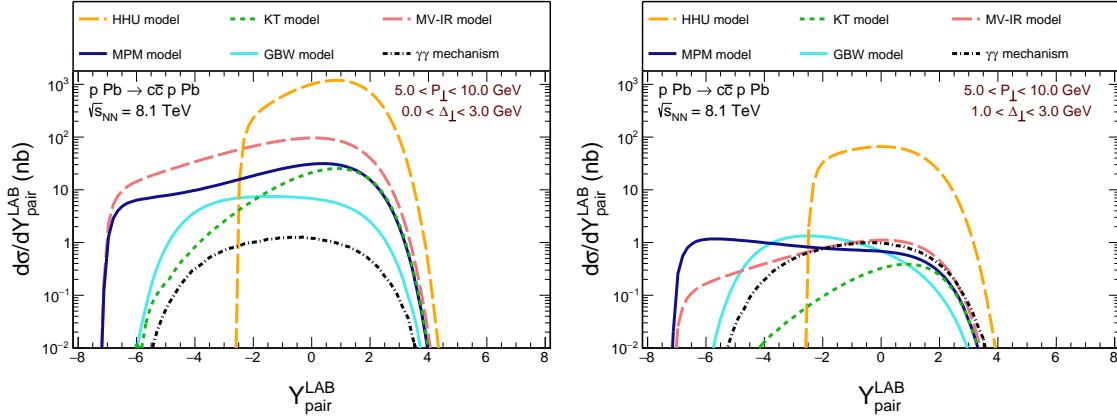 HHU model KT model MV-IR model
MPM model GBW model γγ mechanism
p Pb → cc̅ p Pb 5.0 < P⊥ < 10.0 GeV
√s_NN = 8.1 TeV 0.0 < Δ⊥ < 3.0 GeV
dσ/dY_pair^LAB (nb)
10³
10²
10
1
10⁻¹
10⁻²
−8 −6 −4 −2 0 2 4 6 8
Y_pair^LAB
HHU model KT model MV-IR model
MPM model GBW model γγ mechanism
p Pb → cc̅ p Pb 5.0 < P⊥ < 10.0 GeV
√s_NN = 8.1 TeV 1.0 < Δ⊥ < 3.0 GeV
dσ/dY_pair^LAB (nb)
10³
10²
10
1
10⁻¹
10⁻²
−8 −6 −4 −2 0 2 4 6 8
Y_pair^LAB